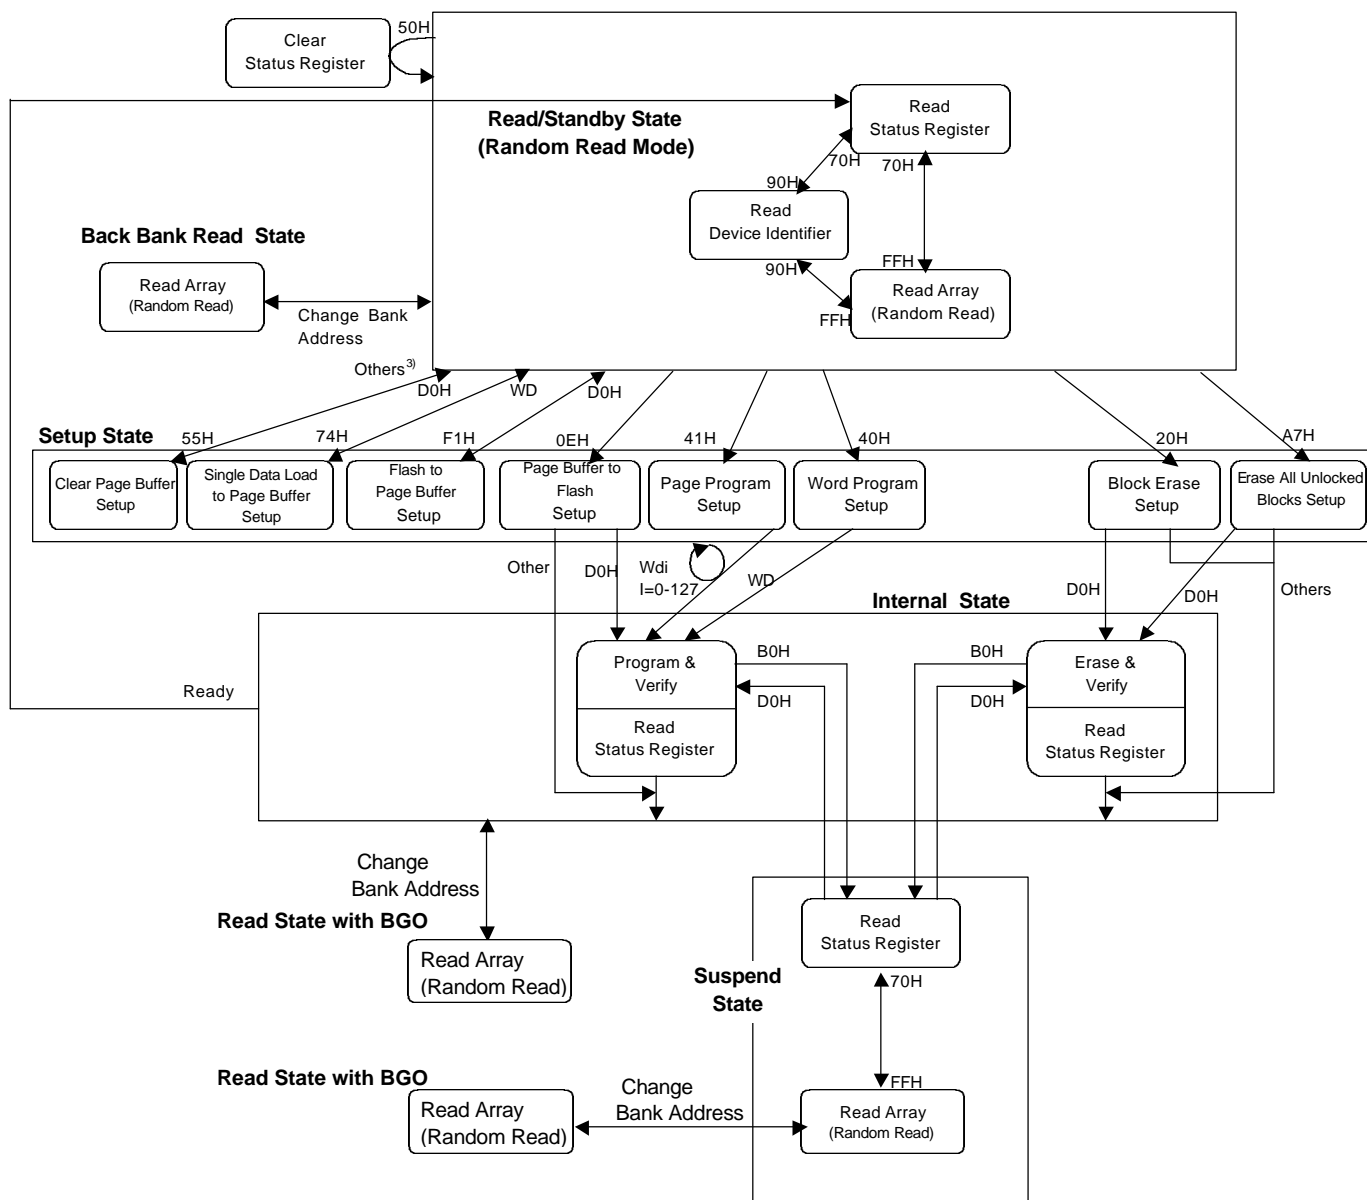 50H
Clear
Status Register
Read/Standby State
(Random Read Mode)
Read
Status Register
70H
70H
90H
Read
Device Identifier
90H
FFH
FFH
Read Array
(Random Read)
Back Bank Read State
Read Array
(Random Read)
Change Bank
Address
Others3)
D0H
WD
D0H
Setup State
55H
74H
F1H
0EH
41H
40H
20H
A7H
Clear Page Buffer
Setup
Single Data Load
to Page Buffer
Setup
Flash to
Page Buffer
Setup
Page Buffer to
Flash
Setup
Page Program
Setup
Word Program
Setup
Block Erase
Setup
Erase All Unlocked
Blocks Setup
Other
D0H
Wdi
I=0-127
WD
D0H
D0H
Others
Internal State
Program &
Verify
Read
Status Register
B0H
D0H
B0H
D0H
Erase &
Verify
Read
Status Register
Ready
Change
Bank Address
Read State with BGO
Read Array
(Random Read)
Read
Status Register
Suspend
State
70H
FFH
Read State with BGO
Read Array
(Random Read)
Change
Bank Address
Read Array
(Random Read)